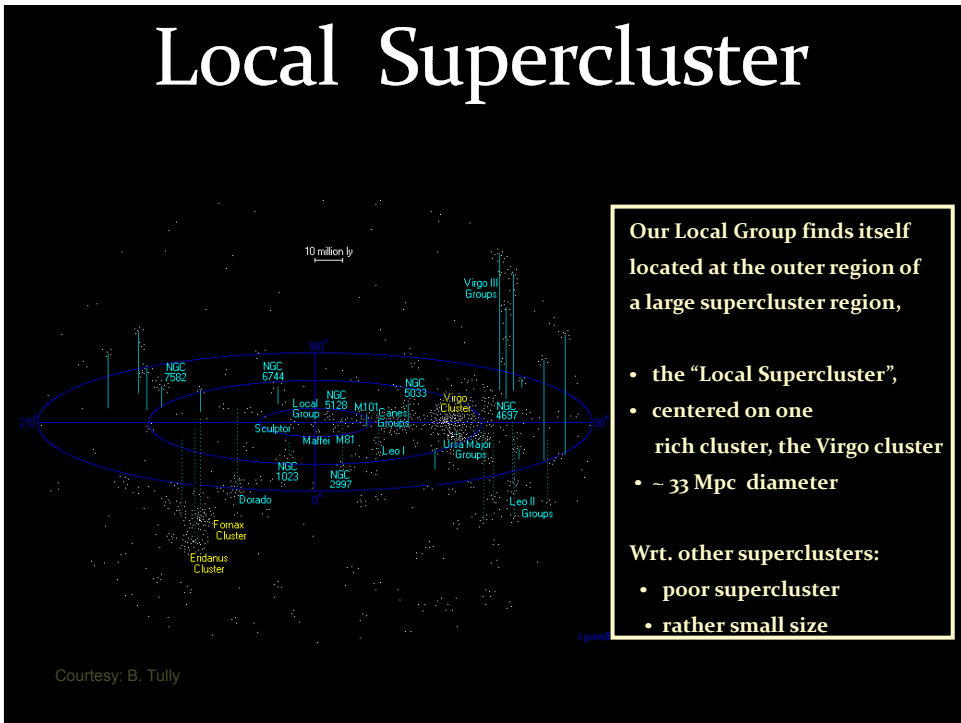 Local Supercluster
10 million ly
Virgo III
Groups
180°
NGC
7582
NGC
6744
NGC
5128
NGC
5033
Local
Group
M101
Canes
Groups
Virgo
Cluster
NGC
4697
270°
90°
Sculptor
Maffei
M81
Leo I
Ursa Major
Groups
NGC
1023
NGC
2997
0°
Dorado
Leo II
Groups
Fornax
Cluster
Eridanus
Cluster
Our Local Group finds itself
located at the outer region of
a large supercluster region,
• the “Local Supercluster”,
• centered on one
rich cluster, the Virgo cluster
• ~ 33 Mpc diameter
Wrt. other superclusters:
• poor supercluster
• rather small size
Courtesy: B. Tully